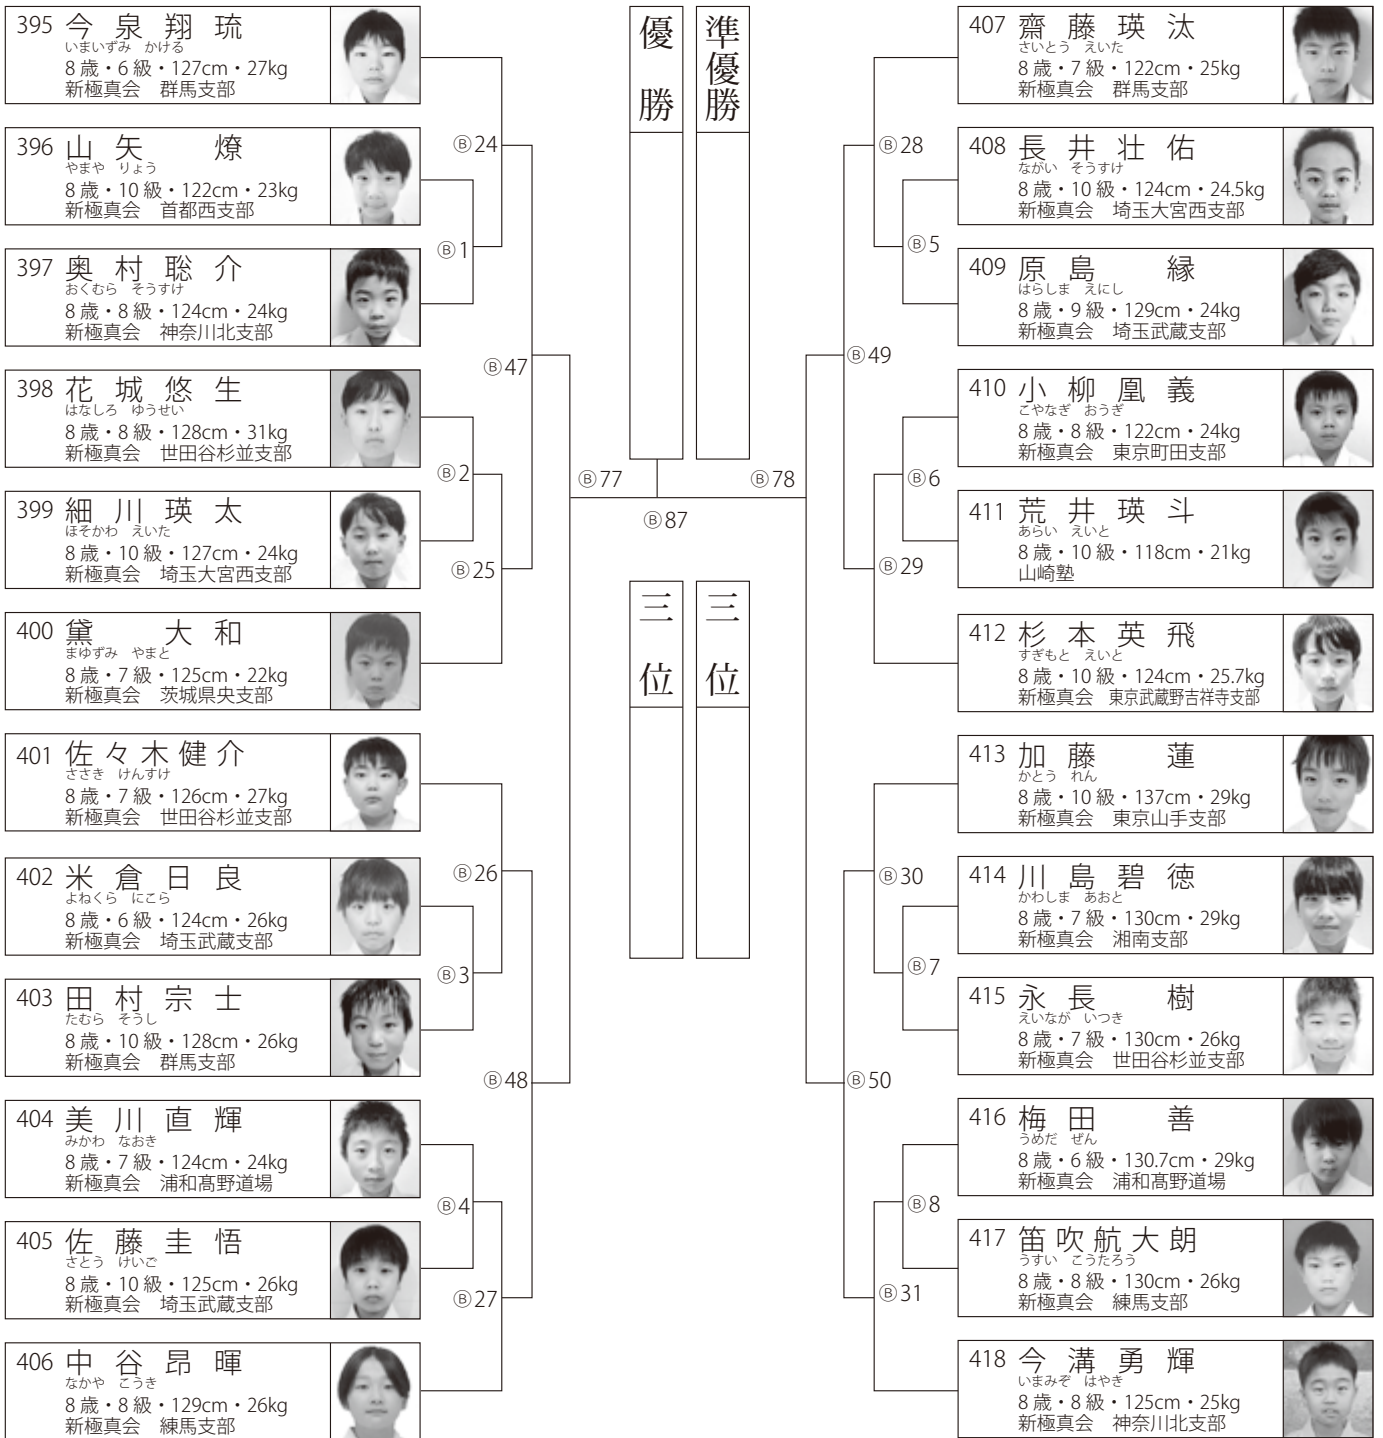 395 今泉翔琉
いまいずみ かける
8歳・6級・127cm・27kg
新極真会 群馬支部
396 山矢 燎
やまや りょう
8歳・10級・122cm・23kg
新極真会 首都西支部
397 奥村聡介
おくむら そうすけ
8歳・8級・124cm・24kg
新極真会 神奈川北支部
398 花城悠生
はなしろ ゆうせい
8歳・8級・128cm・31kg
新極真会 世田谷杉並支部
399 細川瑛太
ほそかわ えいた
8歳・10級・127cm・24kg
新極真会 埼玉大宮西支部
400 黛 大和
まゆずみ やまと
8歳・7級・125cm・22kg
新極真会 茨城県央支部
401 佐々木健介
ささき けんすけ
8歳・7級・126cm・27kg
新極真会 世田谷杉並支部
402 米倉日良
よねくら にこら
8歳・6級・124cm・26kg
新極真会 埼玉武蔵支部
403 田村宗士
たむら そうし
8歳・10級・128cm・26kg
新極真会 群馬支部
404 美川直輝
みかわ なおき
8歳・7級・124cm・24kg
新極真会 浦和髙野道場
405 佐藤圭悟
さとう けいご
8歳・10級・125cm・26kg
新極真会 埼玉武蔵支部
406 中谷昂暉
なかや こうき
8歳・8級・129cm・26kg
新極真会 練馬支部
Ⓑ24
Ⓑ1
Ⓑ47
Ⓑ2
Ⓑ25
Ⓑ26
Ⓑ3
Ⓑ48
Ⓑ4
Ⓑ27
優勝
準優勝
Ⓑ77
Ⓑ78
Ⓑ87
三位
三位
Ⓑ28
Ⓑ5
Ⓑ49
Ⓑ6
Ⓑ29
Ⓑ30
Ⓑ7
Ⓑ50
Ⓑ8
Ⓑ31
407 齋藤瑛汰
さいとう えいた
8歳・7級・122cm・25kg
新極真会 群馬支部
408 長井壮佑
ながい そうすけ
8歳・10級・124cm・24.5kg
新極真会 埼玉大宮西支部
409 原島 縁
はらしま えにし
8歳・9級・129cm・24kg
新極真会 埼玉武蔵支部
410 小柳凰義
こやなぎ おうぎ
8歳・8級・122cm・24kg
新極真会 東京町田支部
411 荒井瑛斗
あらい えいと
8歳・10級・118cm・21kg
山崎塾
412 杉本英飛
すぎもと えいと
8歳・10級・124cm・25.7kg
新極真会 東京武蔵野吉祥寺支部
413 加藤 蓮
かとう れん
8歳・10級・137cm・29kg
新極真会 東京山手支部
414 川島碧徳
かわしま あおと
8歳・7級・130cm・29kg
新極真会 湘南支部
415 永長 樹
えいなが いつき
8歳・7級・130cm・26kg
新極真会 世田谷杉並支部
416 梅田 善
うめだ ぜん
8歳・6級・130.7cm・29kg
新極真会 浦和髙野道場
417 笛吹航大朗
うすい こうたろう
8歳・8級・130cm・26kg
新極真会 練馬支部
418 今溝勇輝
いまみぞ はやき
8歳・8級・125cm・25kg
新極真会 神奈川北支部